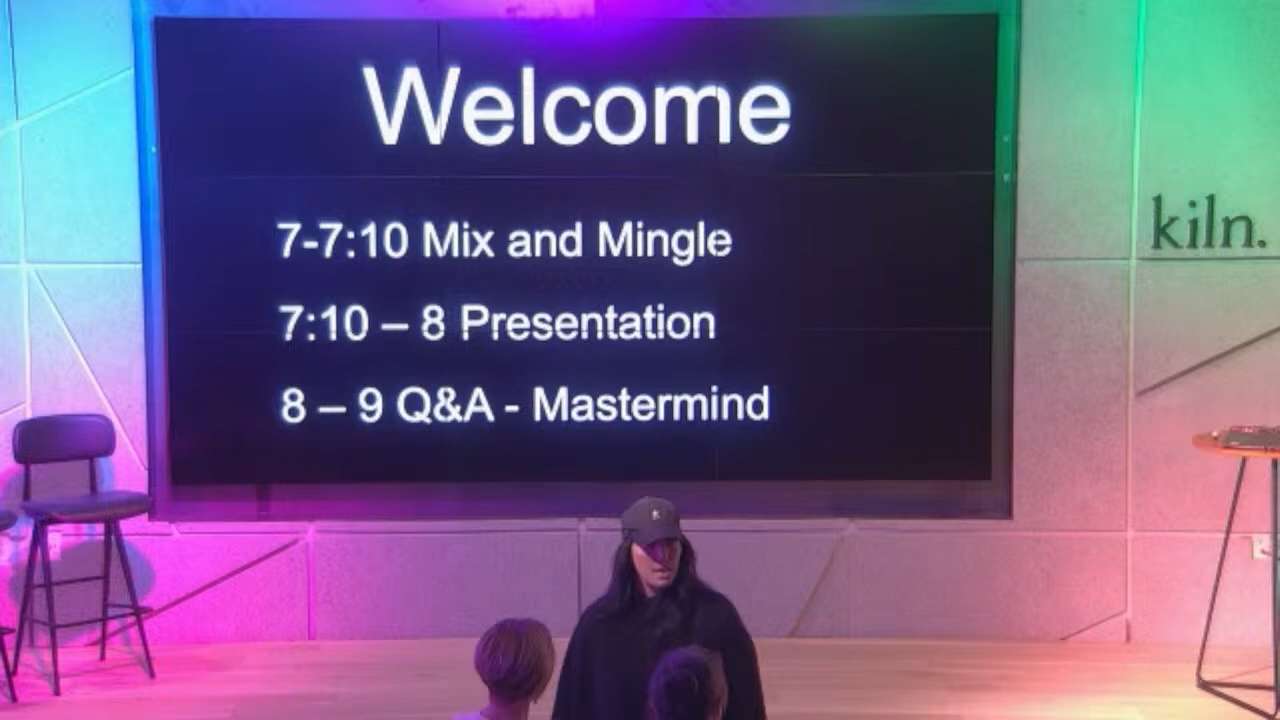 Welcome
7-7:10 Mix and Mingle
7:10 – 8 Presentation
8 – 9 Q&A - Mastermind
kiln.